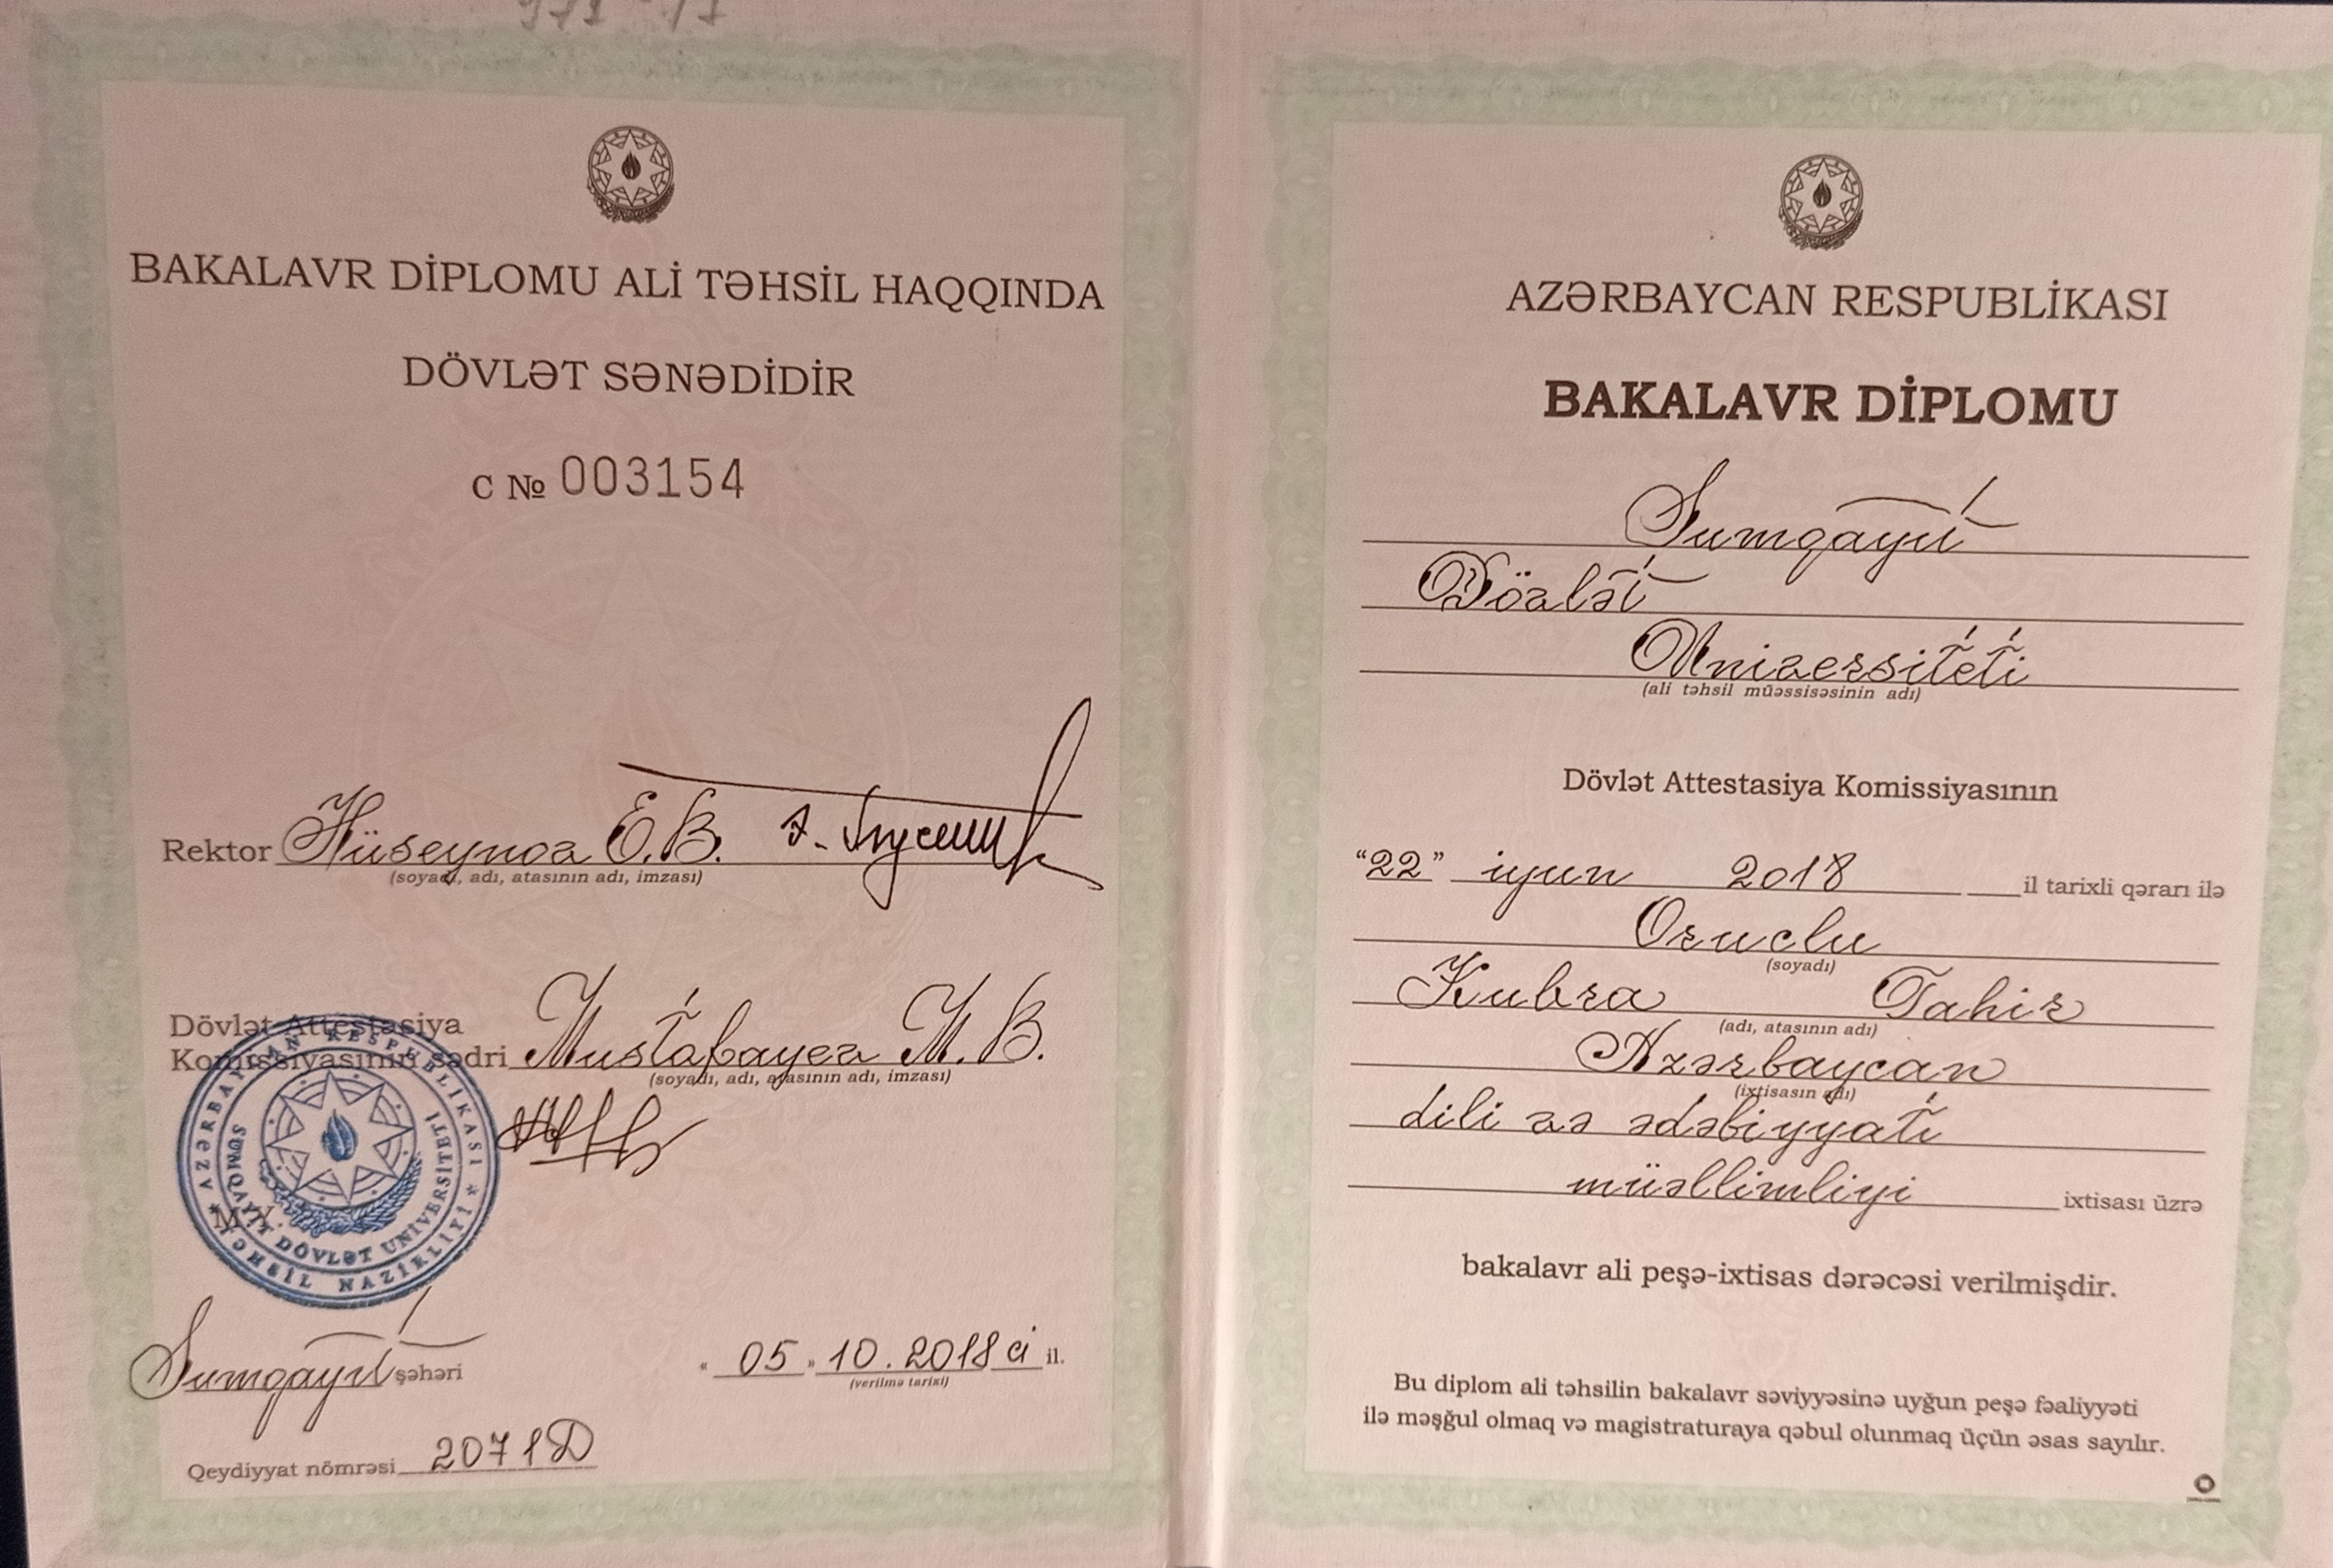 BAKALAVR DİPLOMU ALİ TƏHSİL HAQQINDA
DÖVLƏT SƏNƏDİDİR
C № 003154
Rektor Hüseynov E.B.
(soyadı, adı, atasının adı, imzası)
Dövlət Attestasiya
Komissiyasının sədri Mustafayev M.B.
(soyadı, adı, atasının adı, imzası)
AZƏRBAYCAN RESPUBLİKASI * TƏHSİL NAZİRLİYİ *
SUMQAYIT DÖVLƏT UNİVERSİTETİ
M.Y.
Sumqayıt şəhəri
“05” 10.2018 ci il.
(verilmə tarixi)
Qeydiyyat nömrəsi 2071D
AZƏRBAYCAN RESPUBLİKASI
BAKALAVR DİPLOMU
Sumqayıt
Dövlət
Universiteti
(ali təhsil müəssisəsinin adı)
Dövlət Attestasiya Komissiyasının
“22” iyun 2018 il tarixli qərarı ilə
Oruclu
(soyadı)
Kubra Tahir
(adı, atasının adı)
Azərbaycan
(ixtisasın adı)
dili və ədəbiyyatı
müəllimliyi ixtisası üzrə
bakalavr ali peşə-ixtisas dərəcəsi verilmişdir.
Bu diplom ali təhsilin bakalavr səviyyəsinə uyğun peşə fəaliyyəti
ilə məşğul olmaq və magistraturaya qəbul olunmaq üçün əsas sayılır.